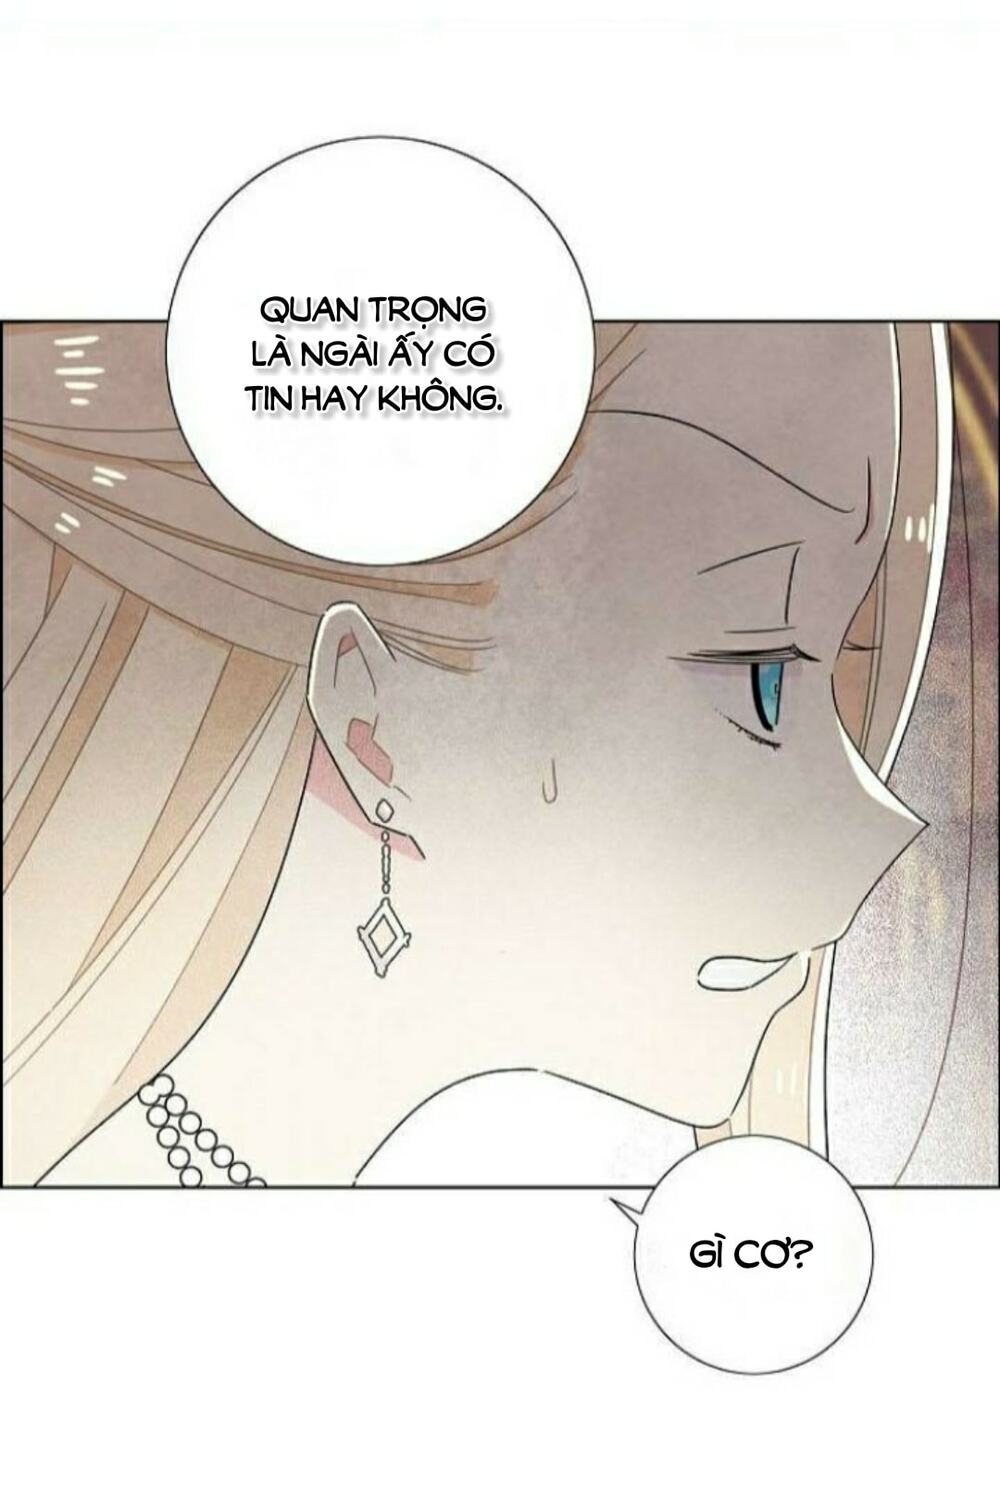 QUAN TRỌNG
LÀ NGÀI ẤY CÓ
TIN HAY KHÔNG.
GÌ CƠ?